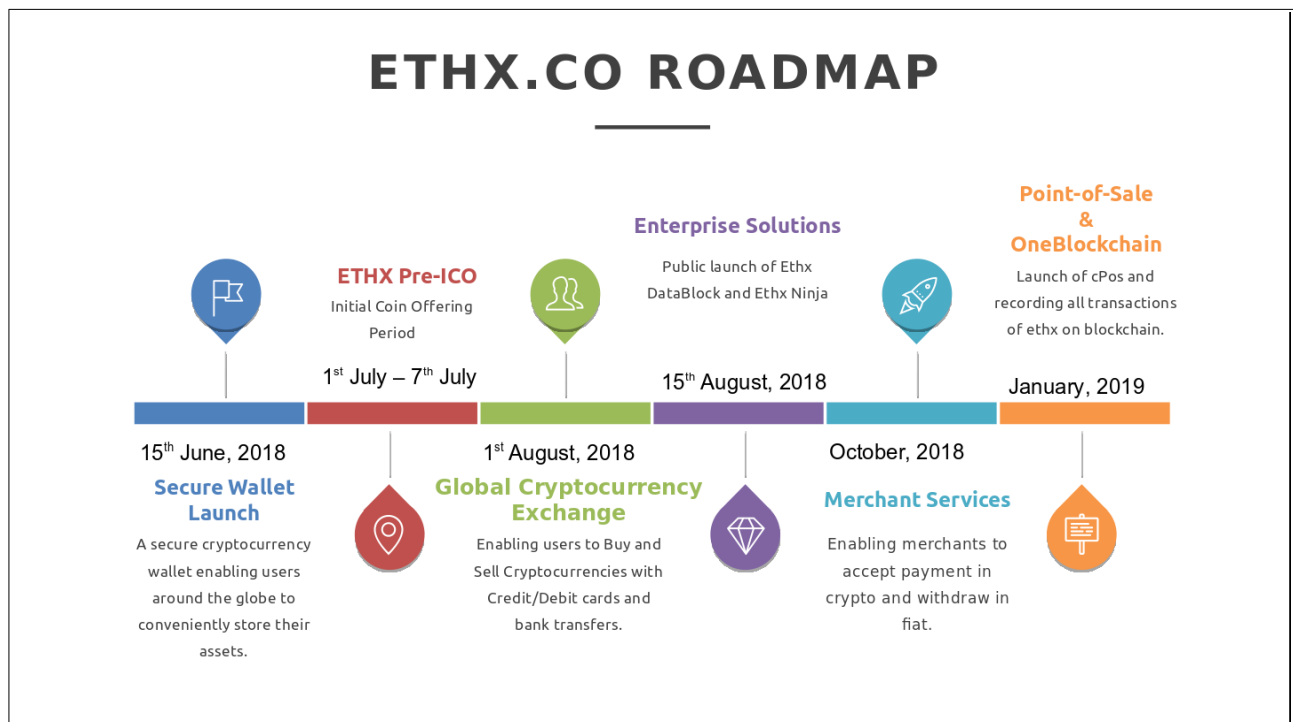 ETHX.CO ROADMAP
15th June, 2018
Secure Wallet
Launch
A secure cryptocurrency
wallet enabling users
around the globe to
conveniently store their
assets.
ETHX Pre-ICO
Initial Coin Offering
Period
1st July – 7th July
1st August, 2018
Global Cryptocurrency
Exchange
Enabling users to Buy and
Sell Cryptocurrencies with
Credit/Debit cards and
bank transfers.
Enterprise Solutions
Public launch of Ethx
DataBlock and Ethx Ninja
15th August, 2018
October, 2018
Merchant Services
Enabling merchants to
accept payment in
crypto and withdraw in
fiat.
Point-of-Sale
&
OneBlockchain
Launch of cPos and
recording all transactions
of ethx on blockchain.
January, 2019